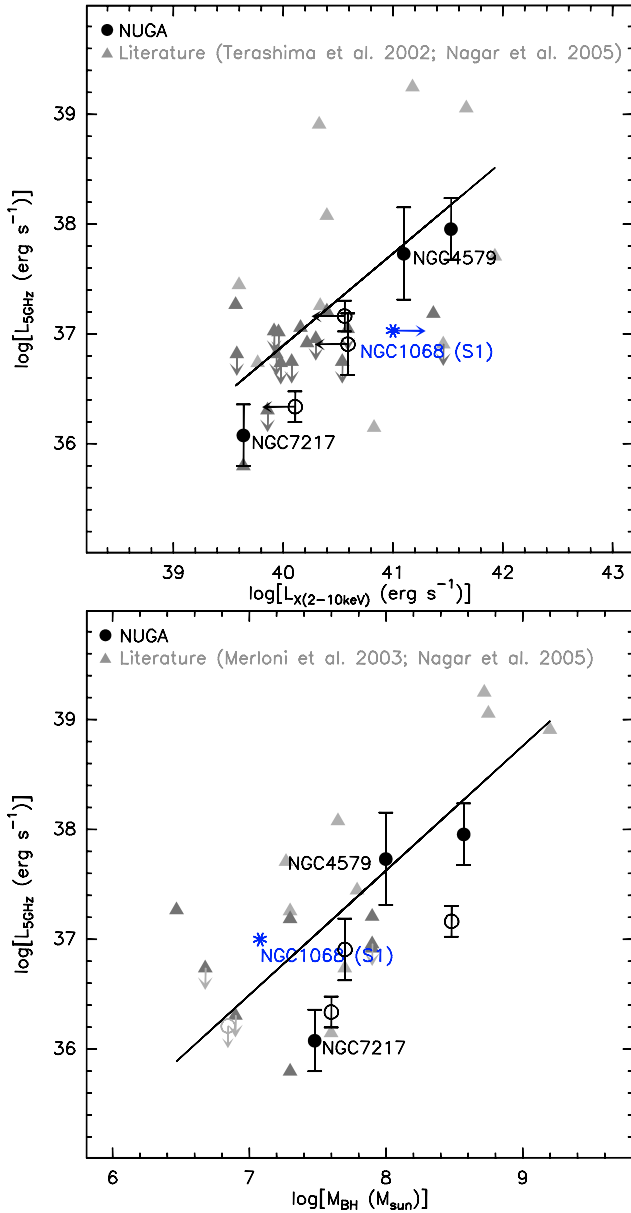 NUGA
Literature (Terashima et al. 2002; Nagar et al. 2005)
39
38
37
36
log[L5GHz (erg s−1)]
NGC4579
NGC1068 (S1)
NGC7217
39 40 41 42 43
log[LX(2−10keV) (erg s−1)]
NUGA
Literature (Merloni et al. 2003; Nagar et al. 2005)
39
38
37
36
log[L5GHz (erg s−1)]
NGC4579
NGC1068 (S1)
NGC7217
6 7 8 9
log[MBH (Msun)]